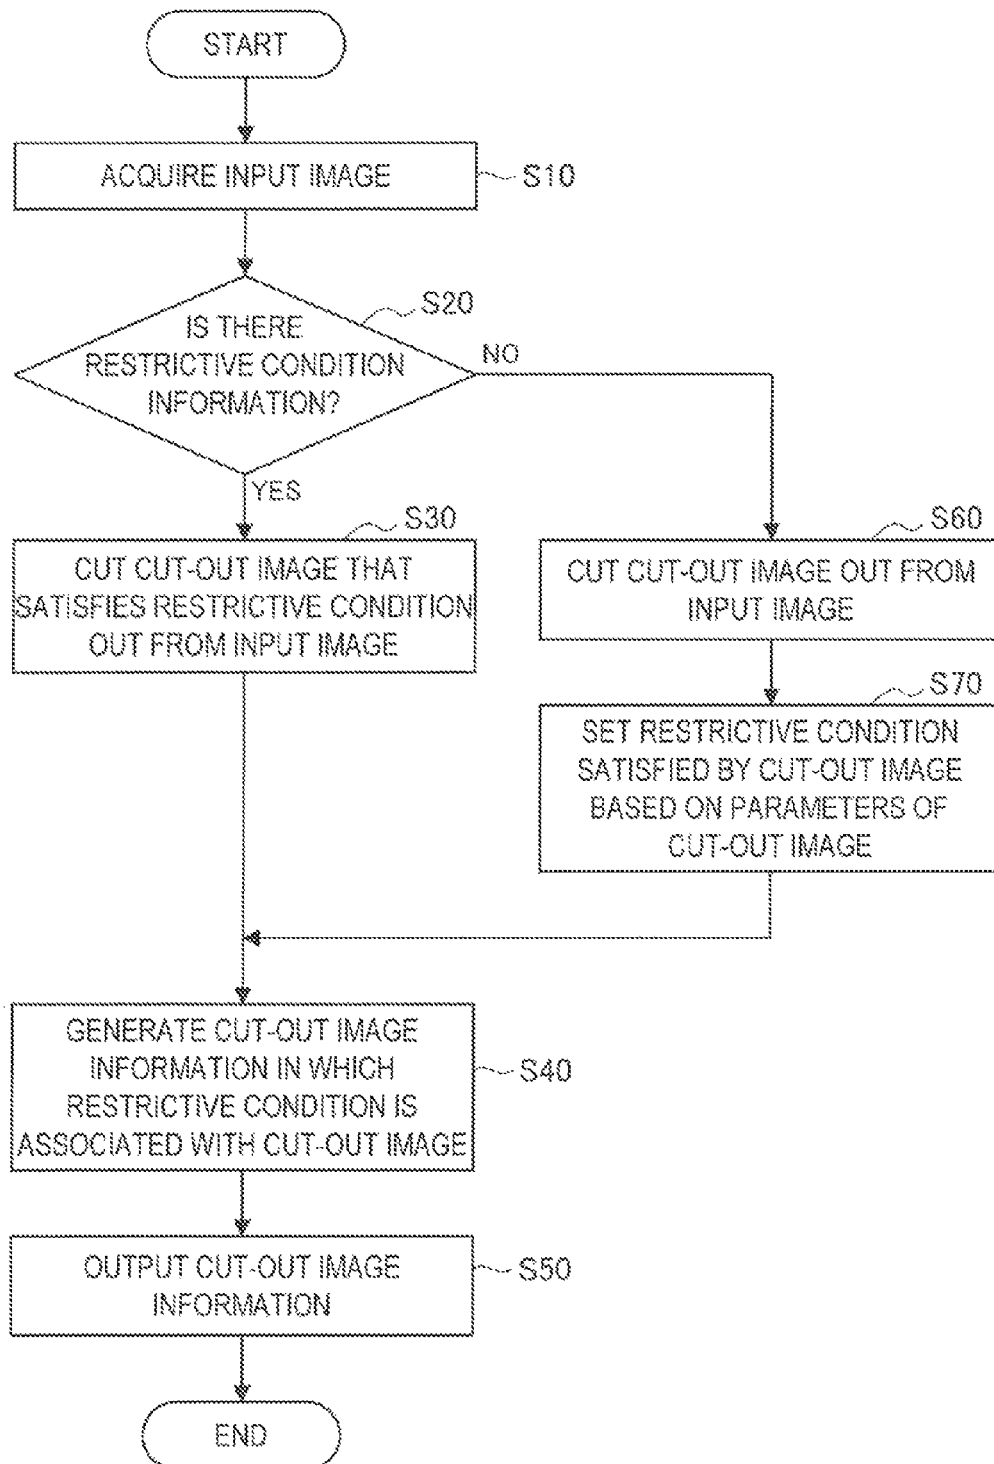 START
ACQUIRE INPUT IMAGE
S10
S20
IS THERE
RESTRICTIVE CONDITION
INFORMATION?
NO
YES
S30
CUT CUT-OUT IMAGE THAT
SATISFIES RESTRICTIVE CONDITION
OUT FROM INPUT IMAGE
S60
CUT CUT-OUT IMAGE OUT FROM
INPUT IMAGE
S70
SET RESTRICTIVE CONDITION
SATISFIED BY CUT-OUT IMAGE
BASED ON PARAMETERS OF
CUT-OUT IMAGE
GENERATE CUT-OUT IMAGE
INFORMATION IN WHICH
RESTRICTIVE CONDITION IS
ASSOCIATED WITH CUT-OUT IMAGE
S40
OUTPUT CUT-OUT IMAGE
INFORMATION
S50
END